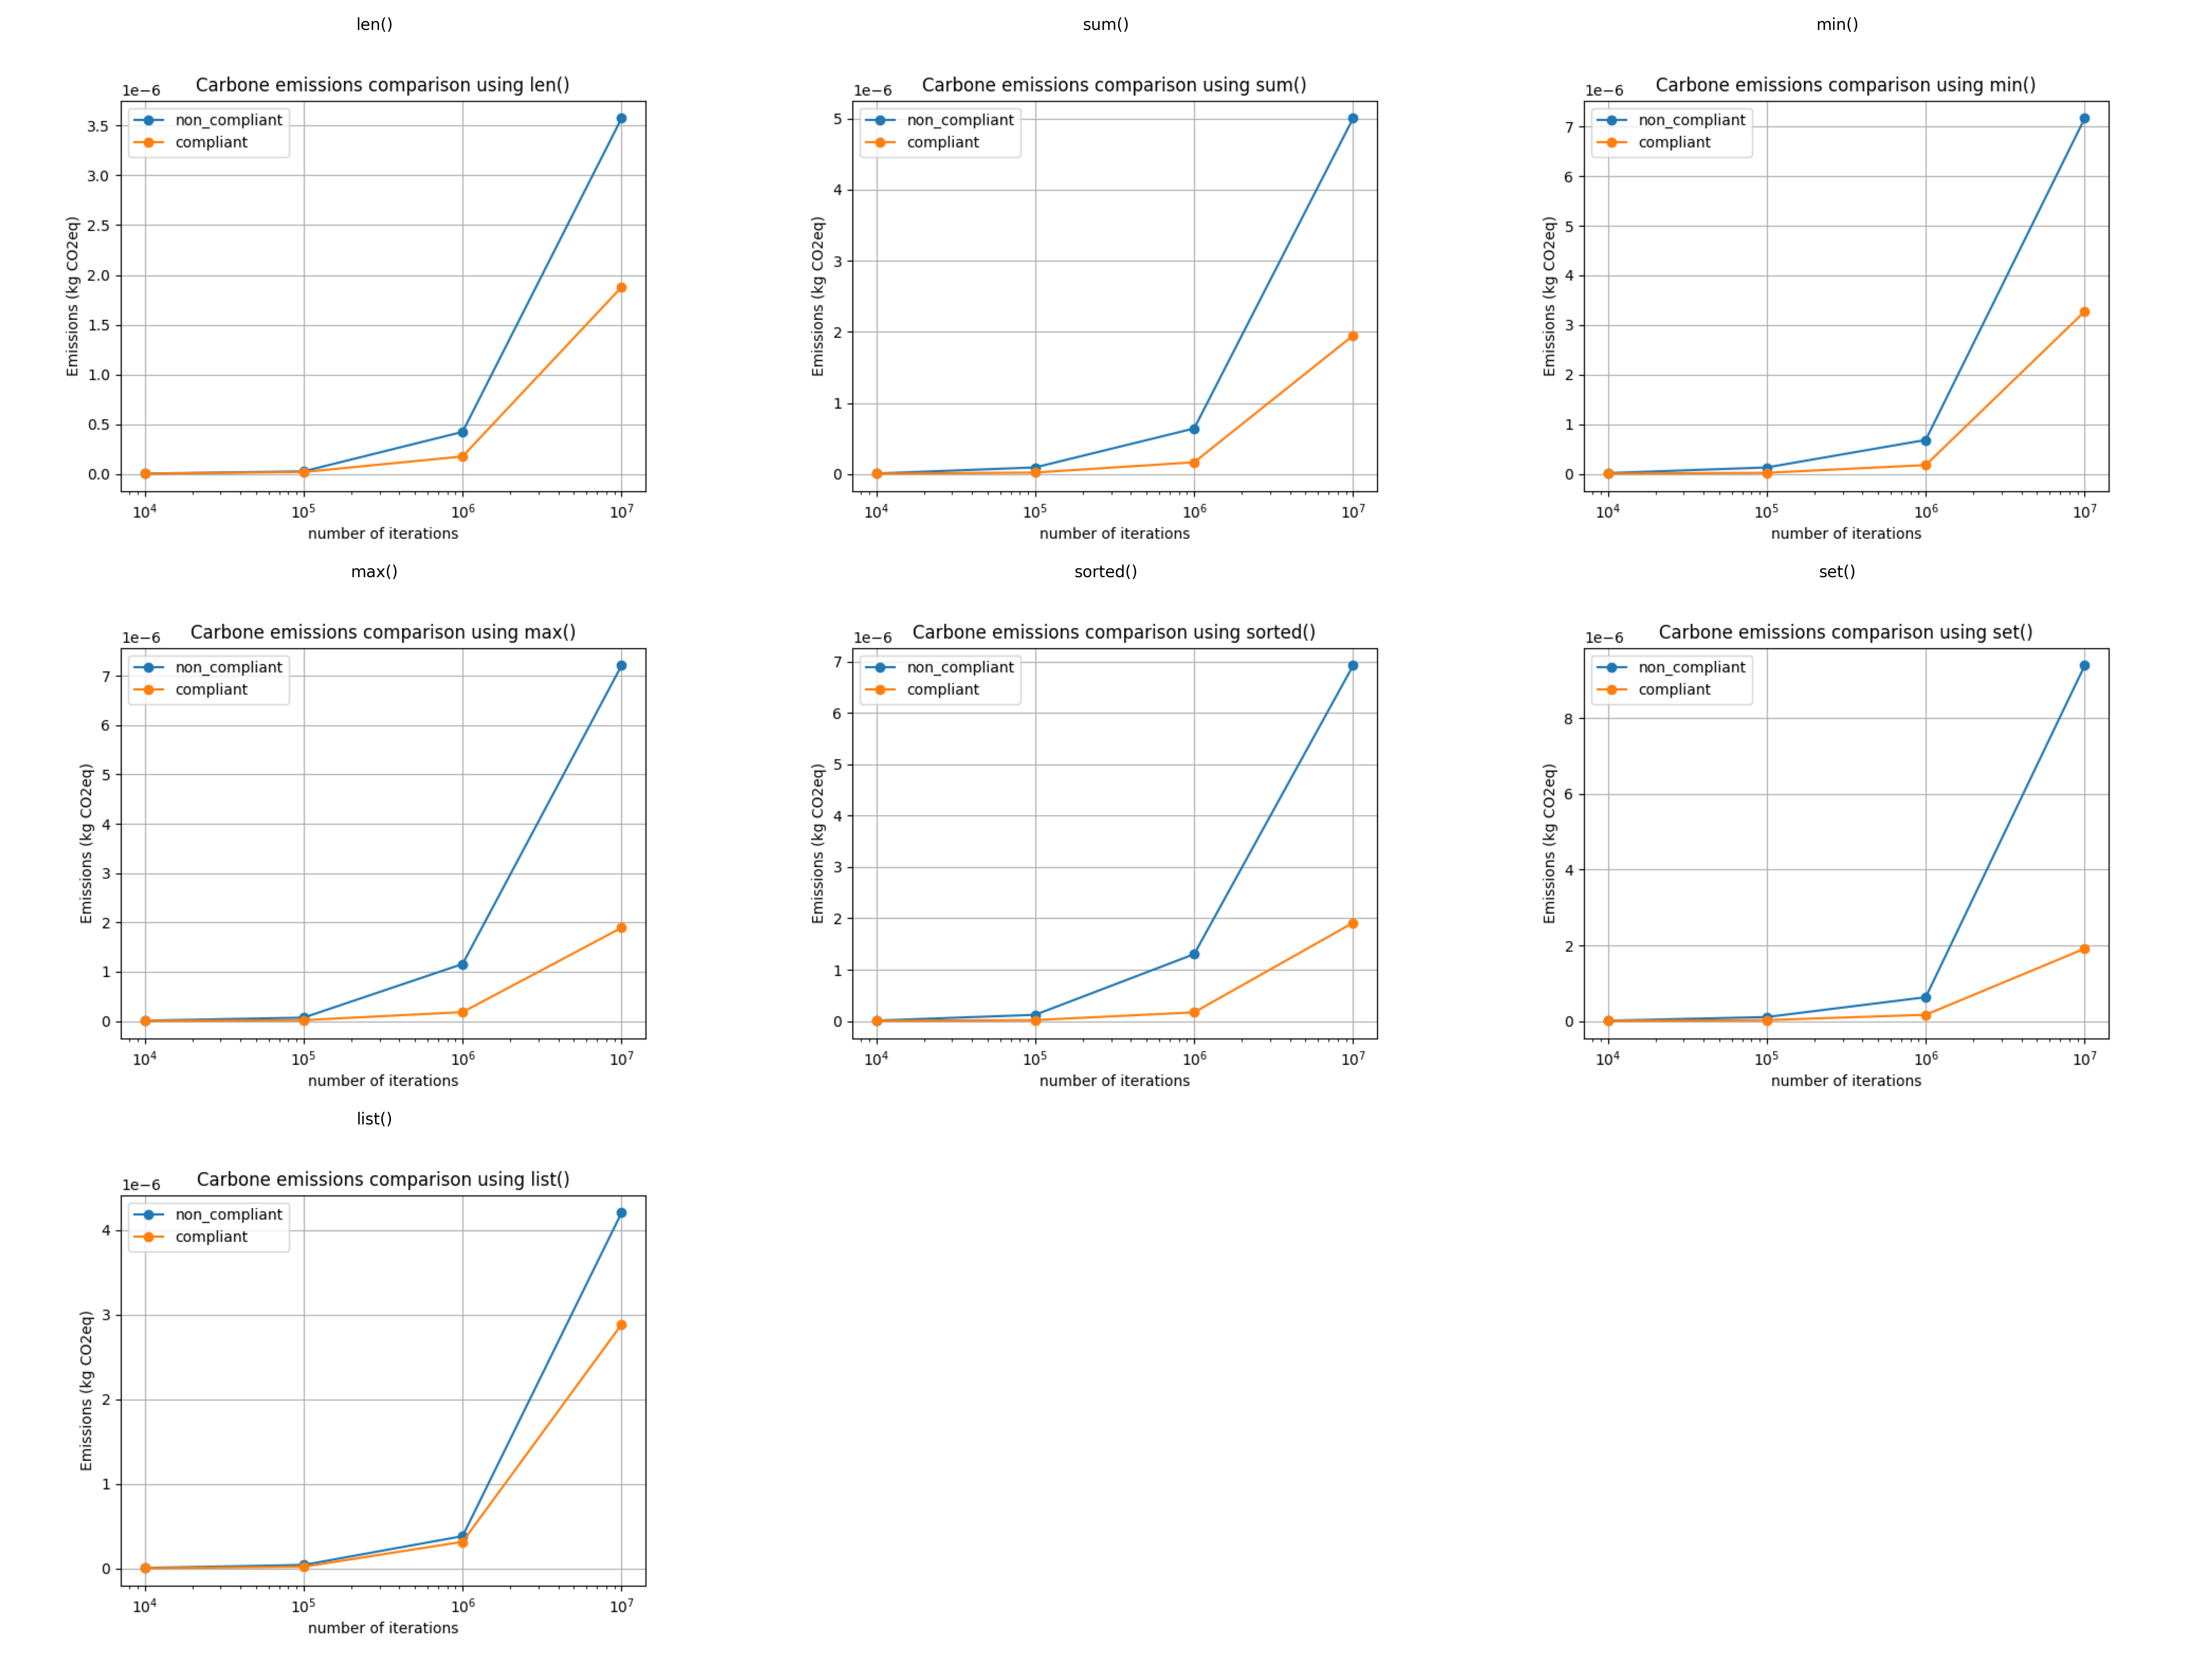 len()
Carbone emissions comparison using len()
1e−6
non_compliant
compliant
3.5
3.0
2.5
2.0
1.5
1.0
0.5
0.0
Emissions (kg CO2eq)
10⁴ 10⁵ 10⁶ 10⁷
number of iterations
sum()
Carbone emissions comparison using sum()
1e−6
non_compliant
compliant
5
4
3
2
1
0
Emissions (kg CO2eq)
10⁴ 10⁵ 10⁶ 10⁷
number of iterations
min()
Carbone emissions comparison using min()
1e−6
non_compliant
compliant
7
6
5
4
3
2
1
0
Emissions (kg CO2eq)
10⁴ 10⁵ 10⁶ 10⁷
number of iterations
max()
Carbone emissions comparison using max()
1e−6
non_compliant
compliant
7
6
5
4
3
2
1
0
Emissions (kg CO2eq)
10⁴ 10⁵ 10⁶ 10⁷
number of iterations
sorted()
Carbone emissions comparison using sorted()
1e−6
non_compliant
compliant
7
6
5
4
3
2
1
0
Emissions (kg CO2eq)
10⁴ 10⁵ 10⁶ 10⁷
number of iterations
set()
Carbone emissions comparison using set()
1e−6
non_compliant
compliant
8
6
4
2
0
Emissions (kg CO2eq)
10⁴ 10⁵ 10⁶ 10⁷
number of iterations
list()
Carbone emissions comparison using list()
1e−6
non_compliant
compliant
4
3
2
1
0
Emissions (kg CO2eq)
10⁴ 10⁵ 10⁶ 10⁷
number of iterations